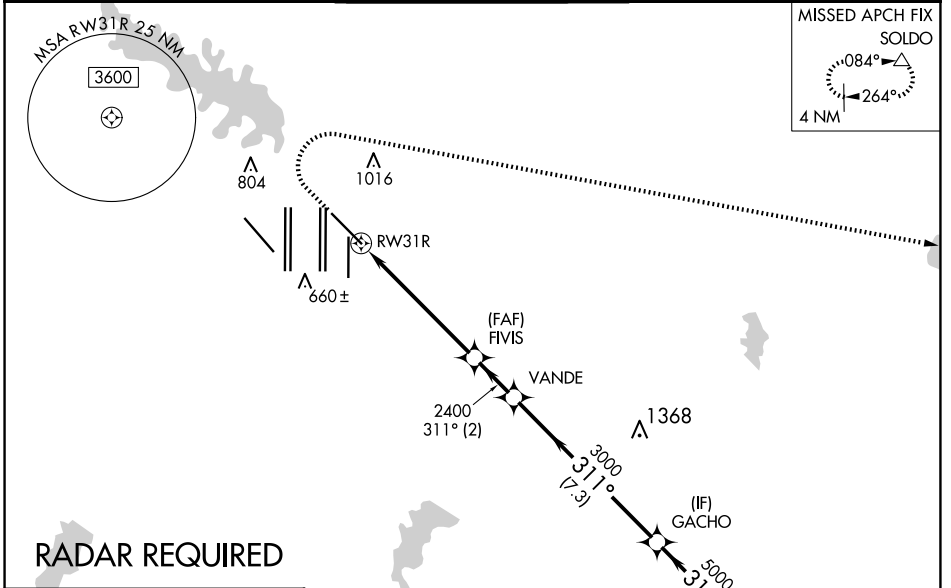 MSA RW31R 25 NM
3600
MISSED APCH FIX
SOLDO
084°
264°
4 NM
804
1016
RW31R
660 ±
(FAF)
FIVIS
VANDE
2400
311° (2)
1368
3000
311°
(7.3)
(IF)
GACHO
5000
RADAR REQUIRED